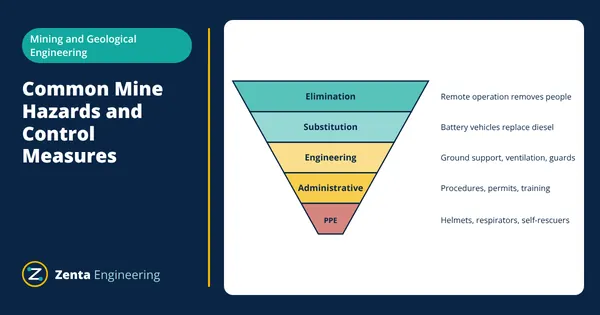 Mining and Geological
Engineering
Common Mine
Hazards and
Control
Measures
Zenta Engineering
Elimination
Remote operation removes people
Substitution
Battery vehicles replace diesel
Engineering
Ground support, ventilation, guards
Administrative
Procedures, permits, training
PPE
Helmets, respirators, self-rescuers